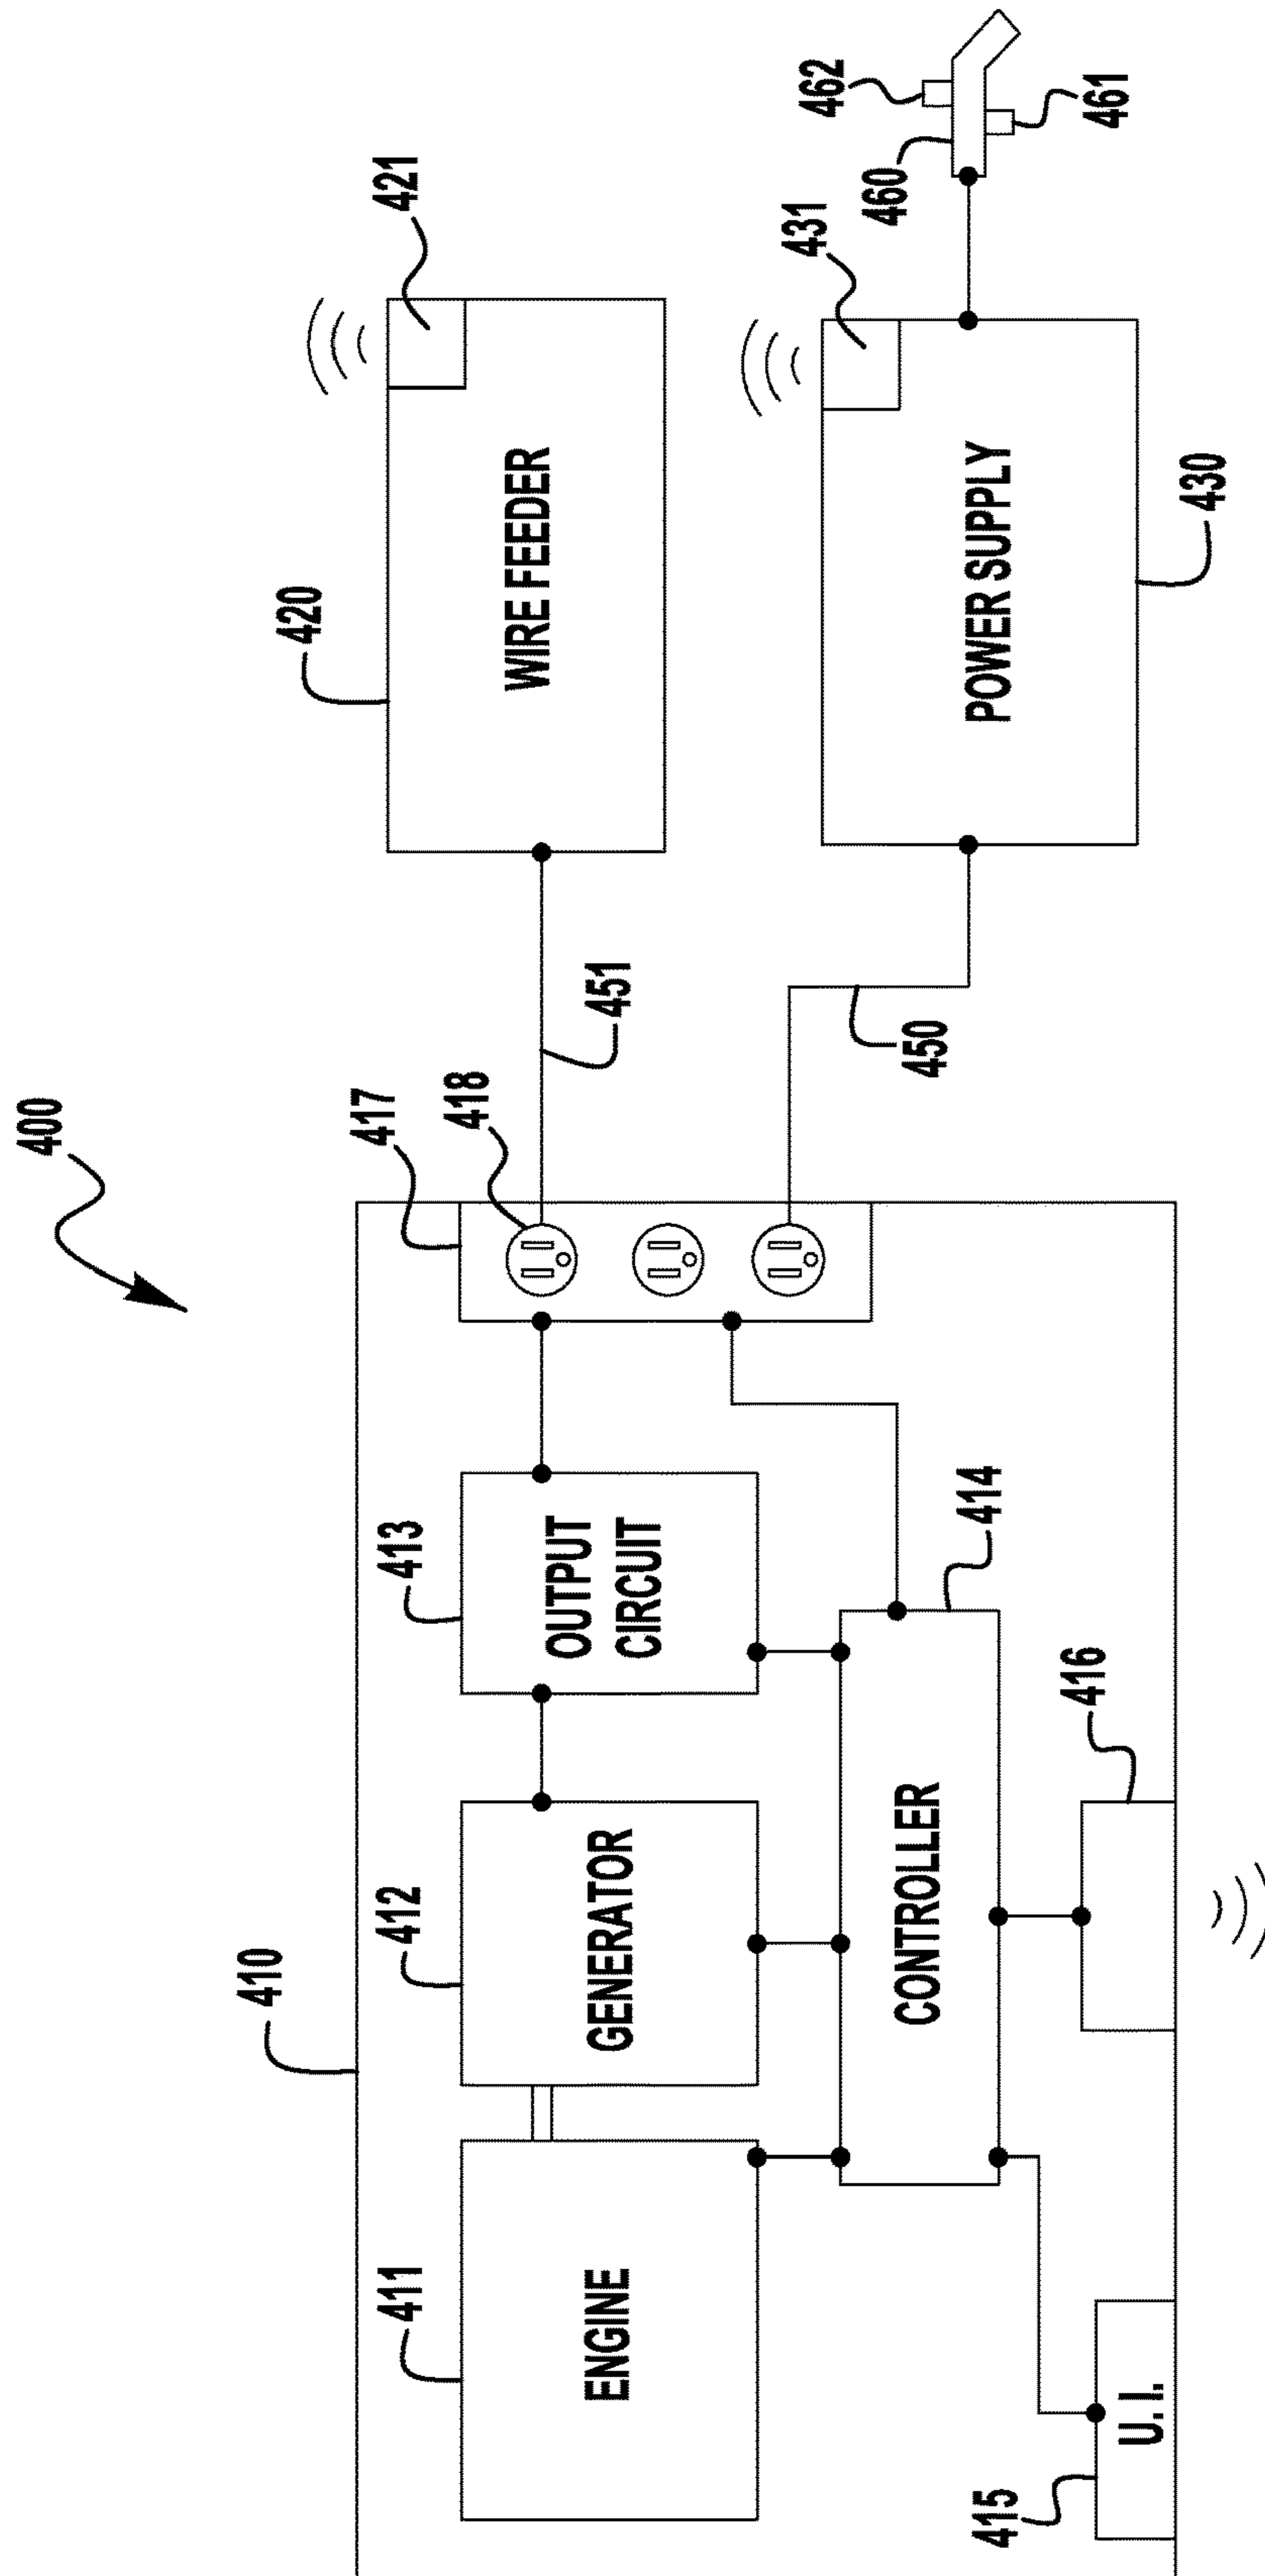 400
410
411
ENGINE
412
GENERATOR
413
OUTPUT
CIRCUIT
417
418
414
CONTROLLER
415
U. I.
416
451
450
420
WIRE FEEDER
421
430
POWER SUPPLY
431
460
462
461